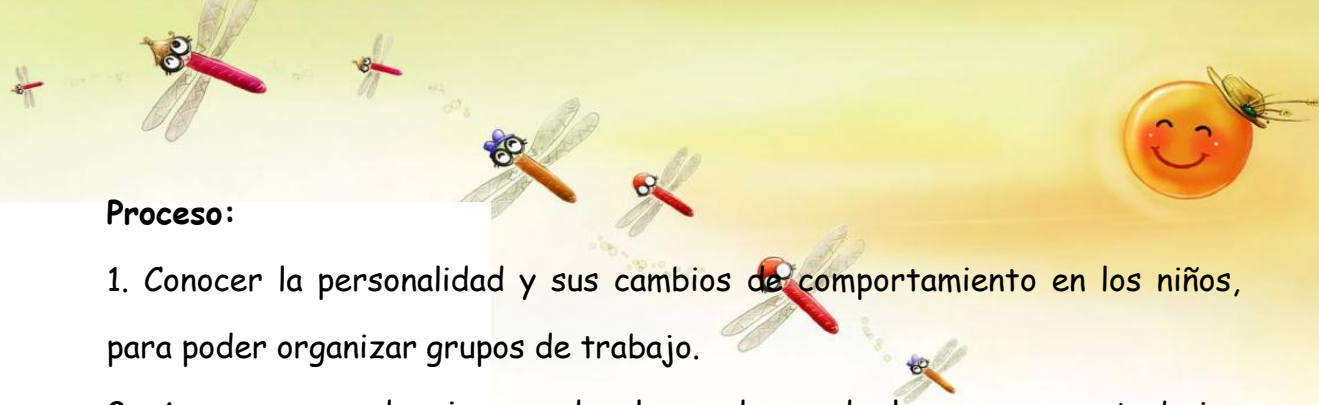 Proceso:
1. Conocer la personalidad y sus cambios de comportamiento en los niños,
para poder organizar grupos de trabajo.